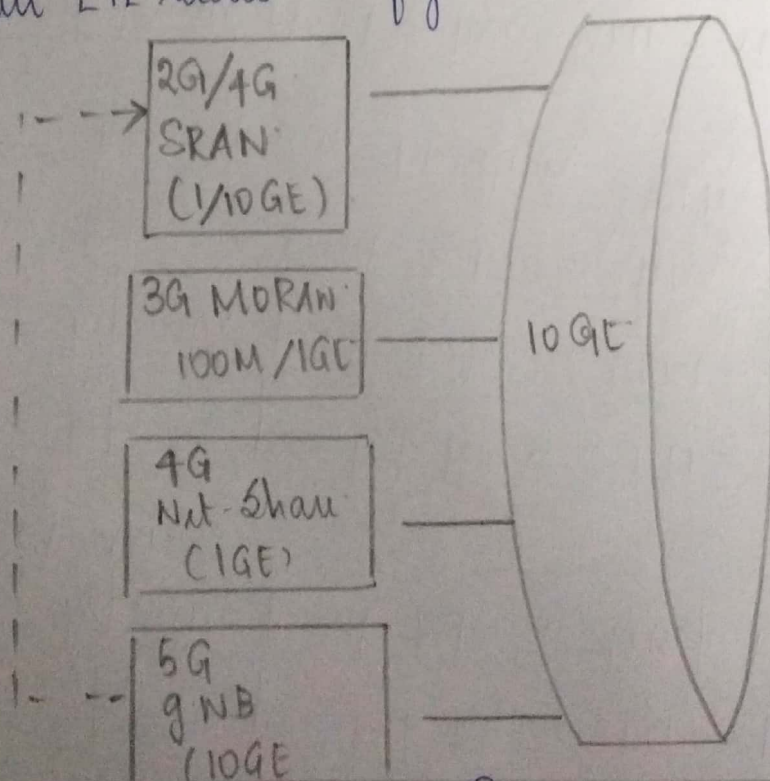 2G/4G
SRAN
(1/10GE)
3G MORAN
100M/1GE
10GE
4G
Net-Share
(1GE)
5G
gNB
(10GE